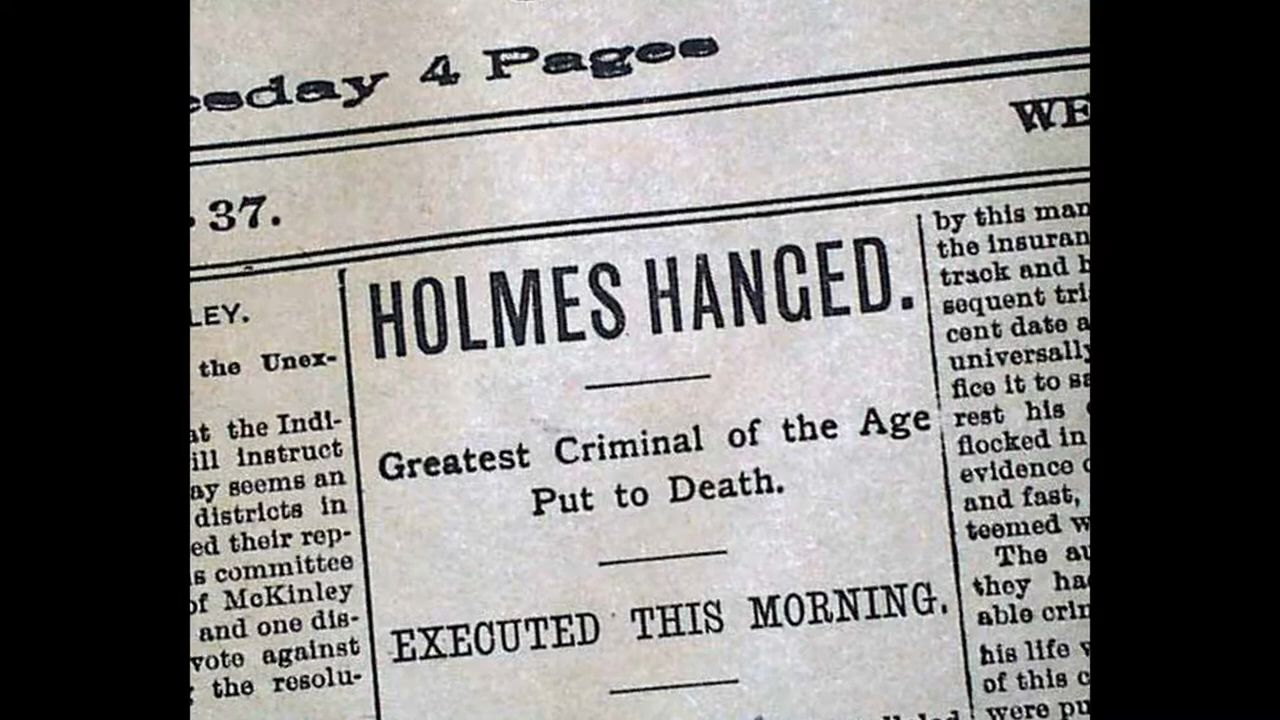 esday 4 Pages
WE
37.
LEY.
the Unex-
at the Indi-
ill instruct
ay seems an
districts in
ed their rep-
s committee
of McKinley
and one dis-
vote against
the resolu-
HOLMES HANGED.
Greatest Criminal of the Age
Put to Death.
EXECUTED THIS MORNING.
by this man
the insuran
track and
sequent tri
cent date a
universally
fice it to sa
rest his
flocked in
evidence
and fast,
teemed w
The au
they ha
able crim
his life
of this c
were pu